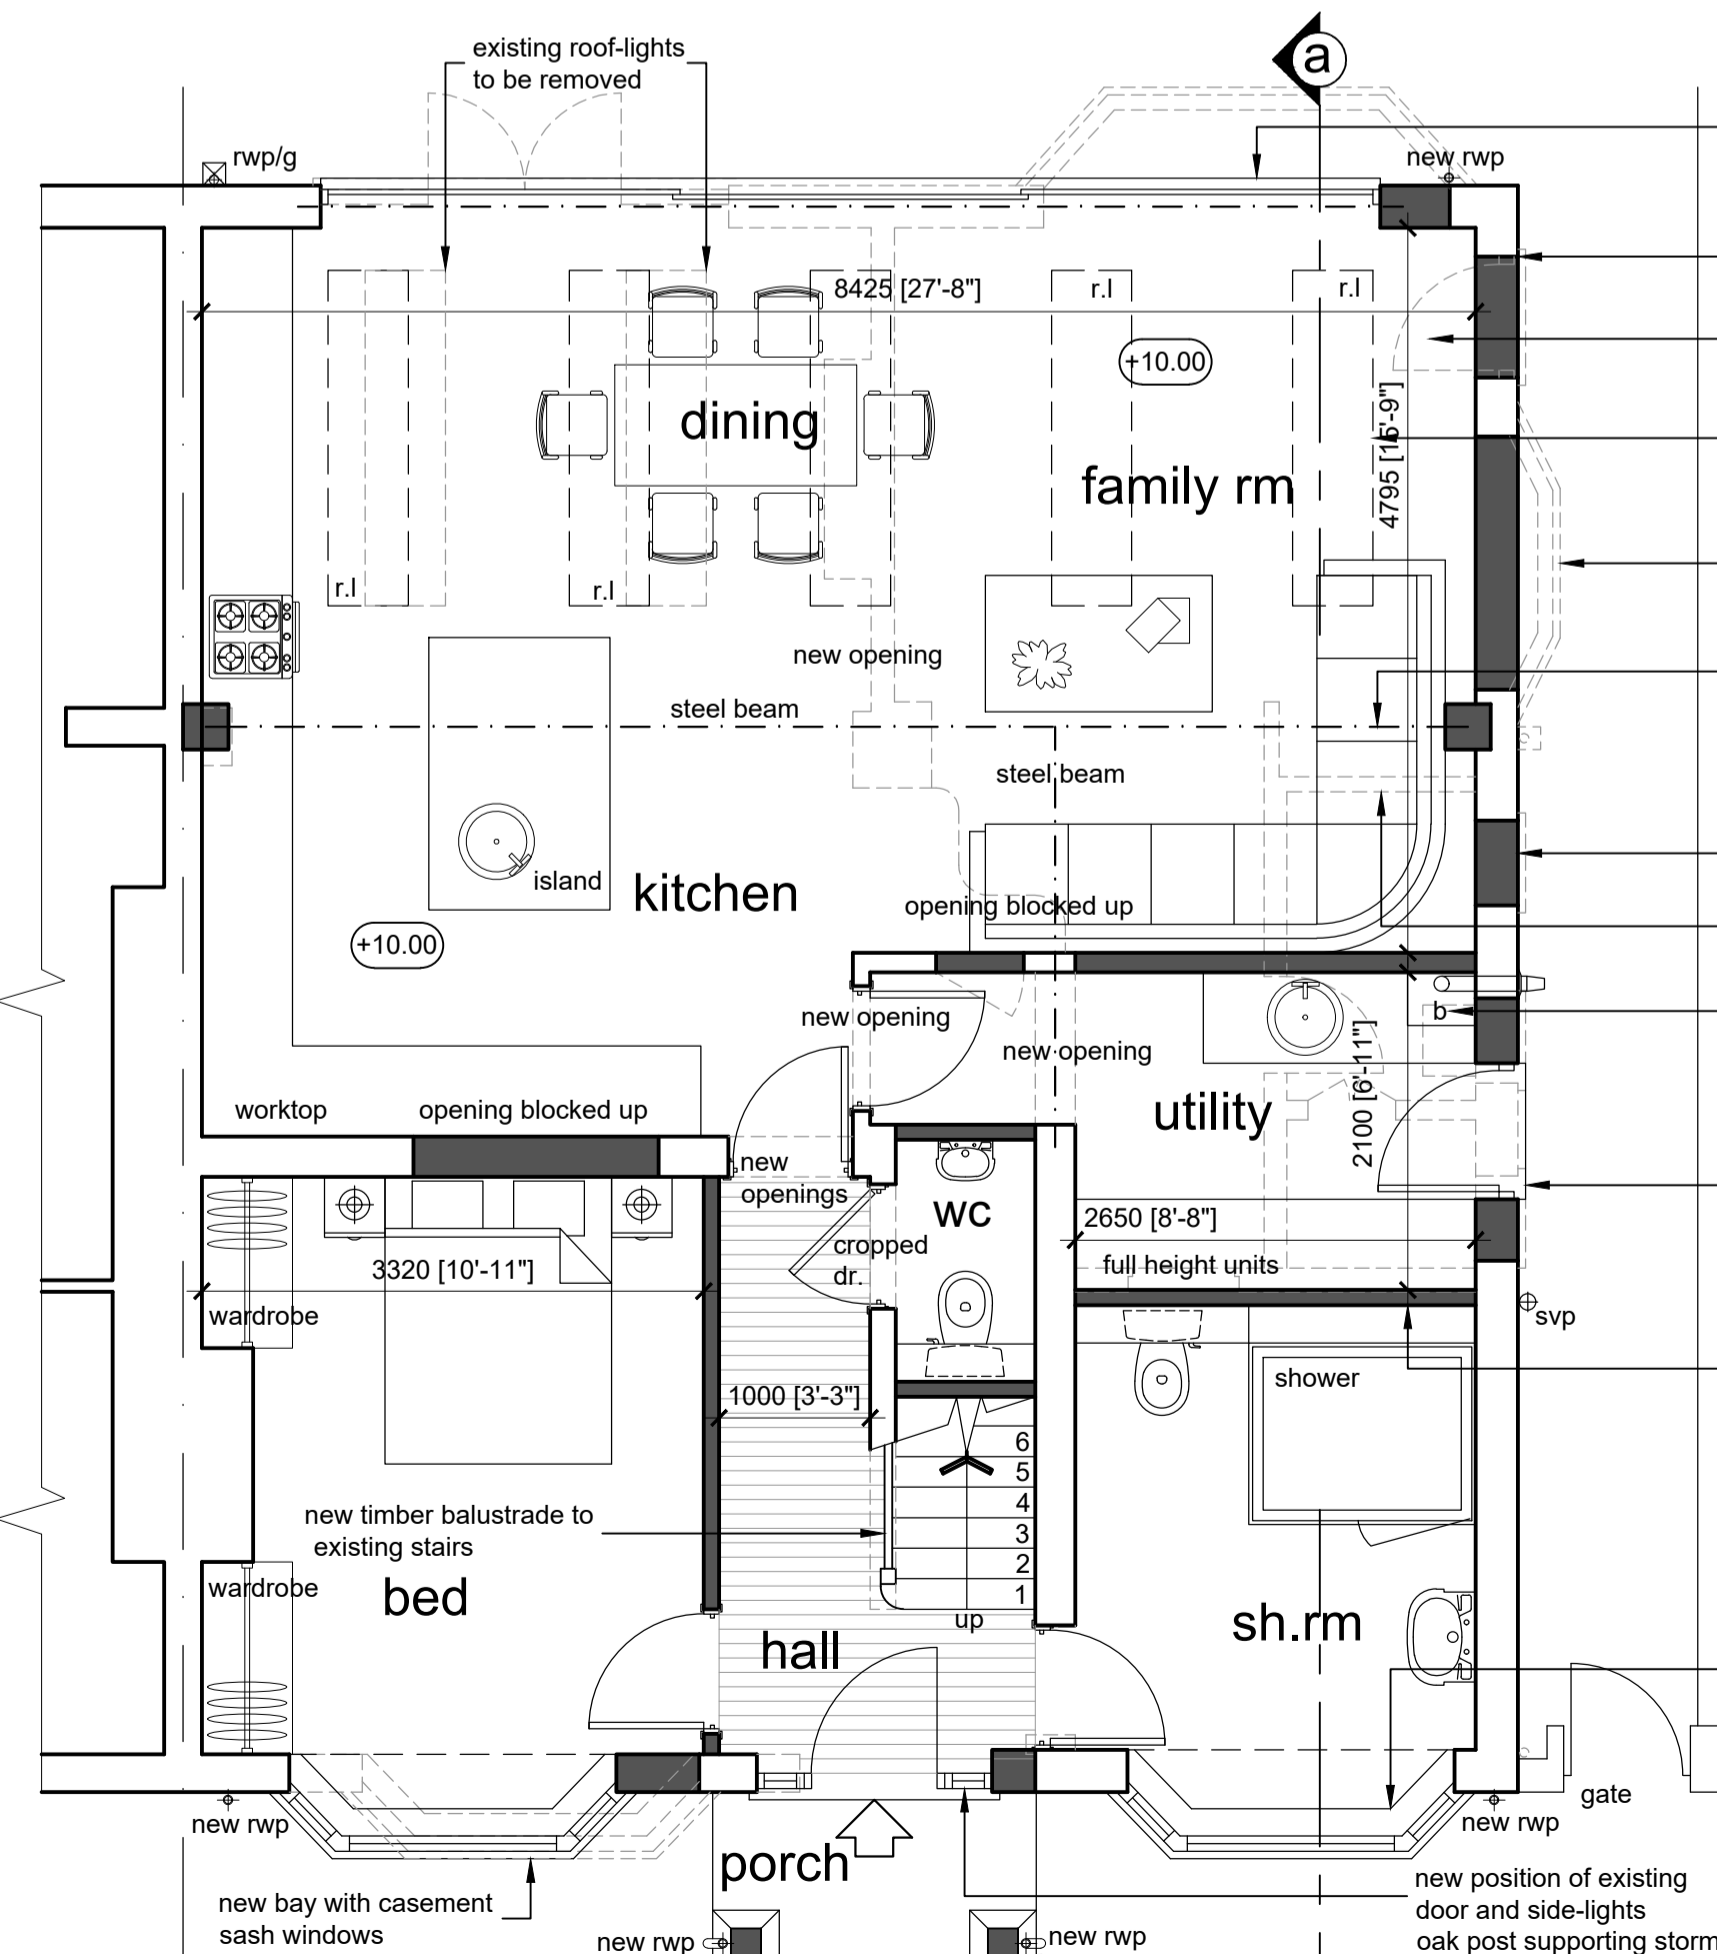 existing roof-lights
to be removed
a
rwp/g
new rwp
8425 [27'-8"]
r.l
r.l
+10.00
dining
4795 [15'-9"]
family rm
r.l
r.l
new opening
steel beam
steel beam
island
kitchen
opening blocked up
+10.00
new opening
b
new opening
worktop
opening blocked up
utility
2100 [6'-11"]
new
openings
wc
2650 [8'-8"]
cropped
dr.
full height units
3320 [10'-11"]
wardrobe
svp
shower
1000 [3'-3"]
6
5
4
3
2
1
up
new timber balustrade to
existing stairs
wardrobe
bed
hall
sh.rm
gate
new rwp
new rwp
porch
new bay with casement
sash windows
new position of existing
door and side-lights
oak post supporting storm
new rwp
new rwp